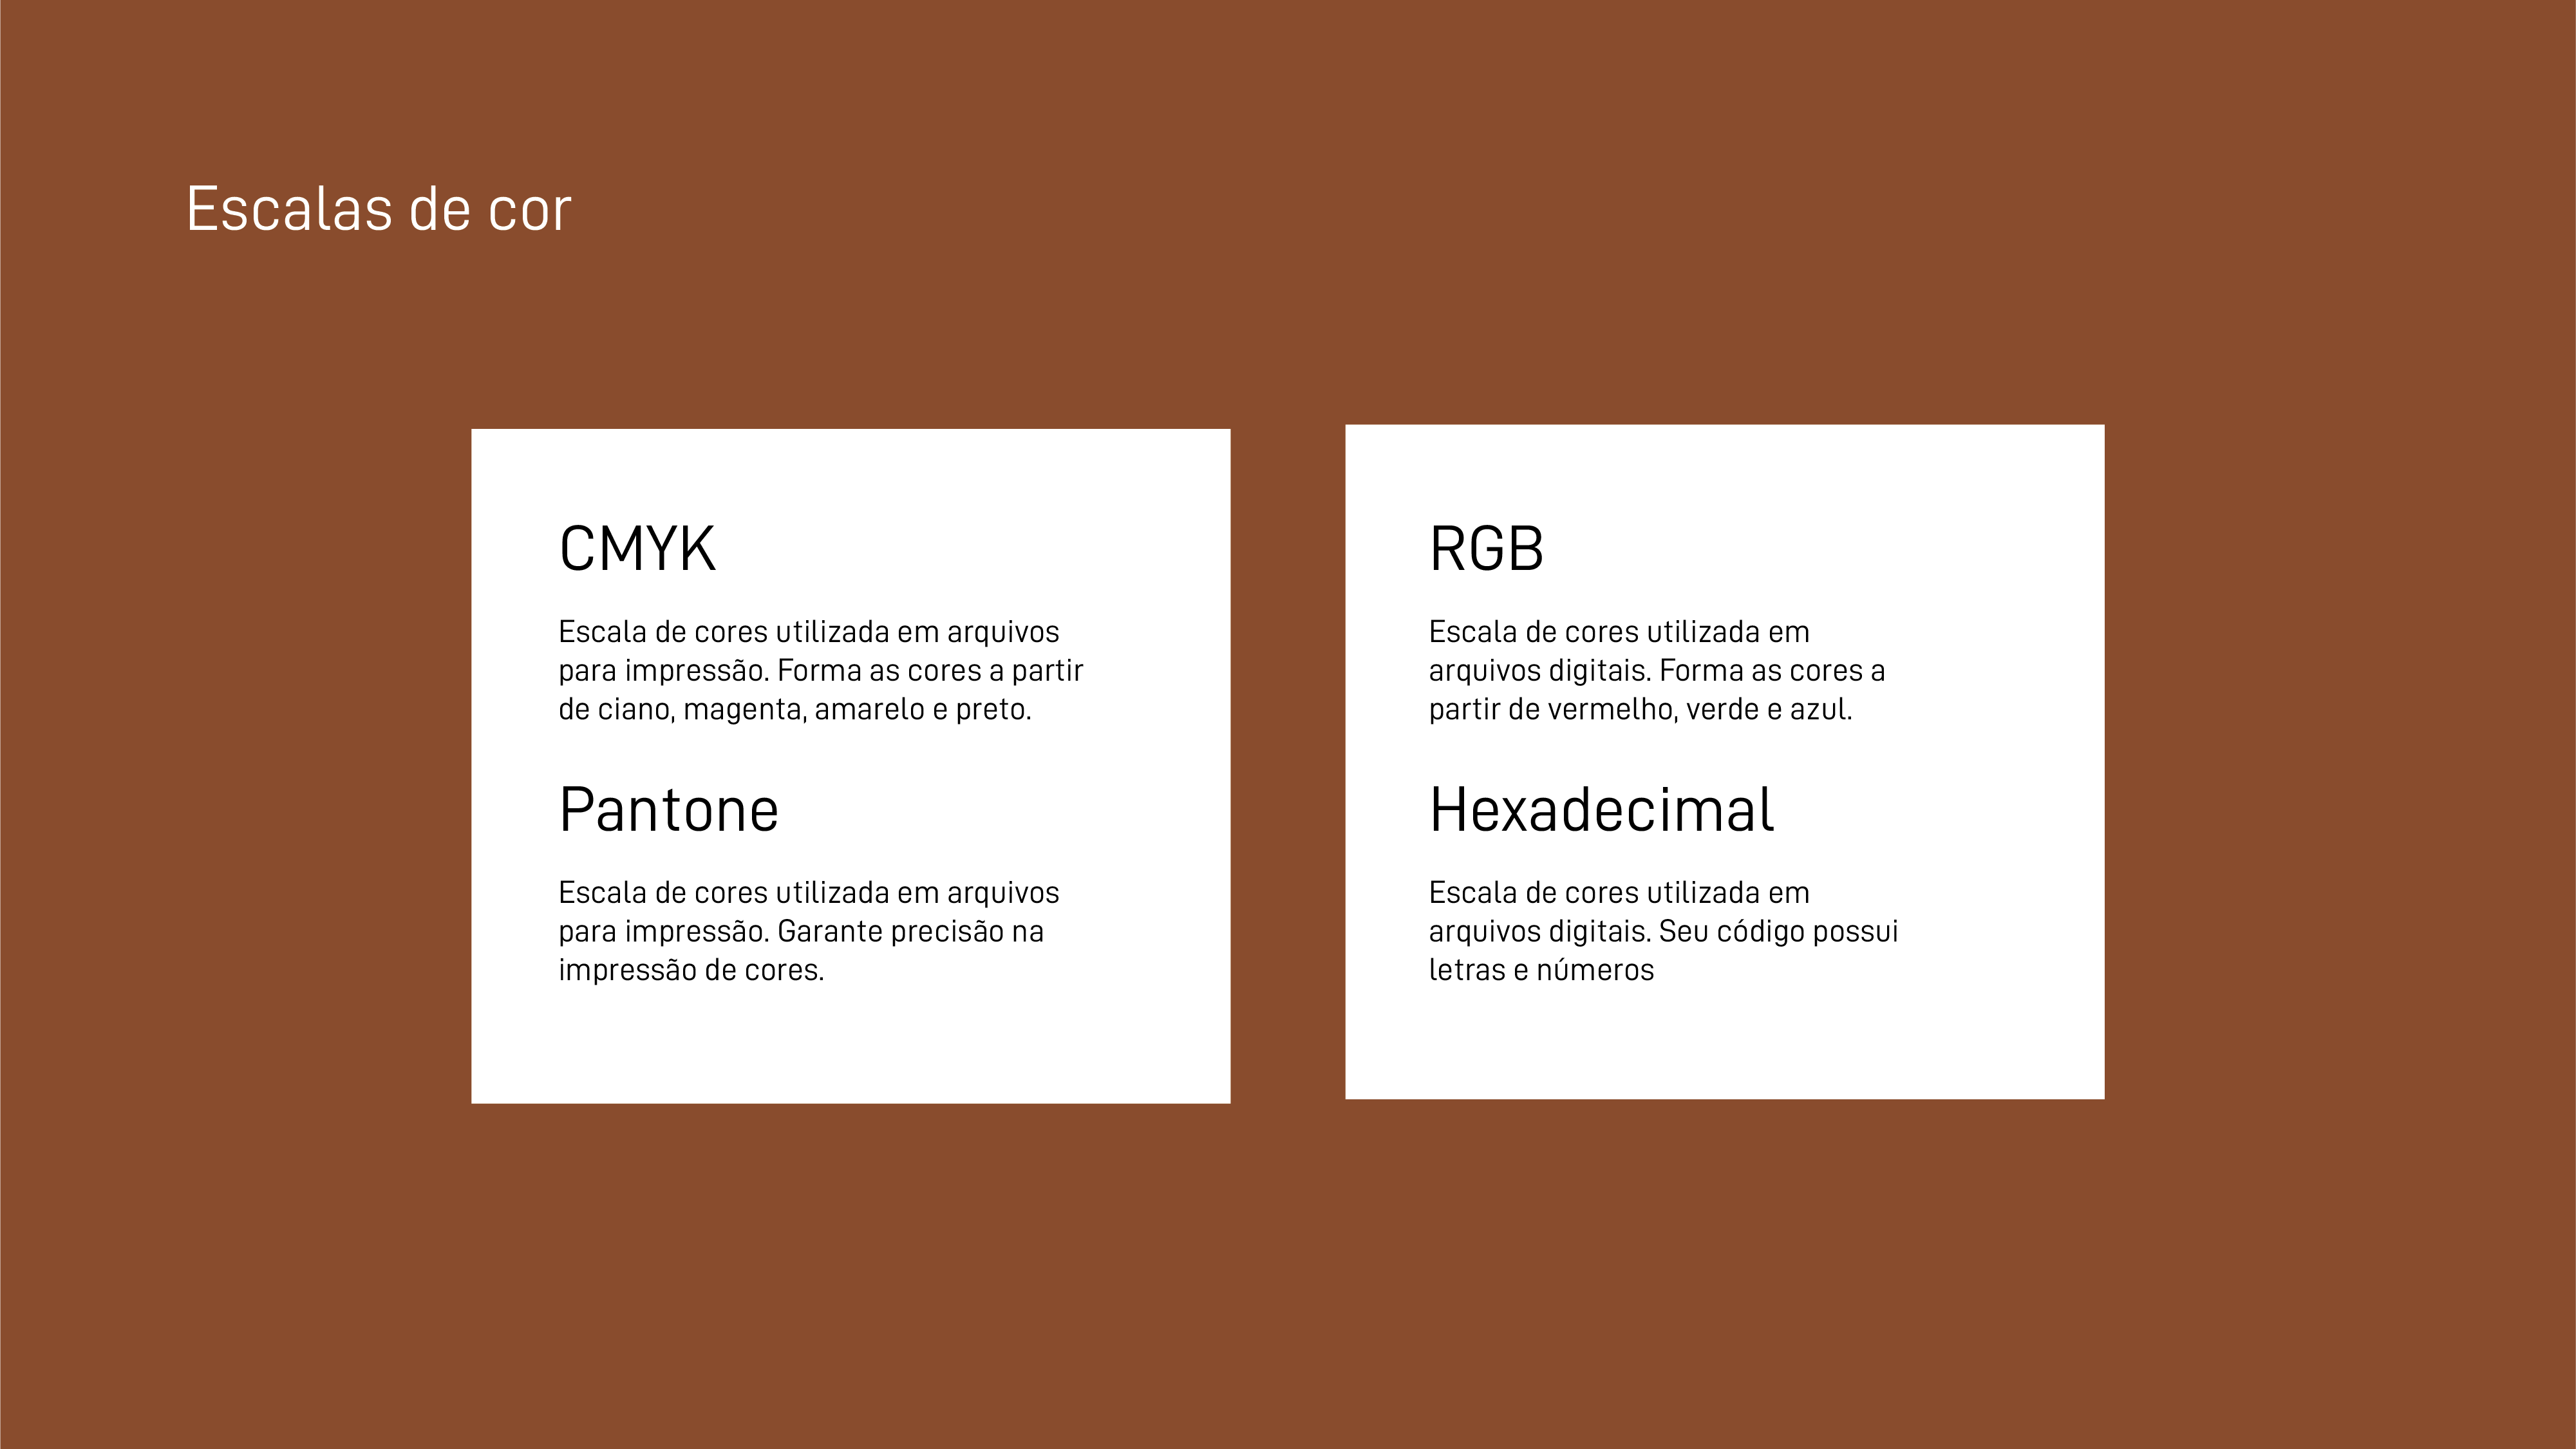 Escalas de cor
CMYK
Escala de cores utilizada em arquivos
para impressão. Forma as cores a partir
de ciano, magenta, amarelo e preto.
Pantone
Escala de cores utilizada em arquivos
para impressão. Garante precisão na
impressão de cores.
RGB
Escala de cores utilizada em
arquivos digitais. Forma as cores a
partir de vermelho, verde e azul.
Hexadecimal
Escala de cores utilizada em
arquivos digitais. Seu código possui
letras e números